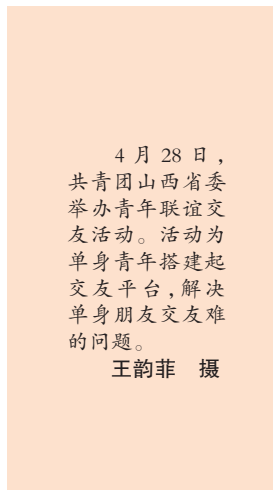 4 月 28 日，
共青团山西省委
举办青年联谊交
友活动。活动为
单身青年搭建起
交友平台，解决
单身朋友交友难
的问题。
王韵菲　摄